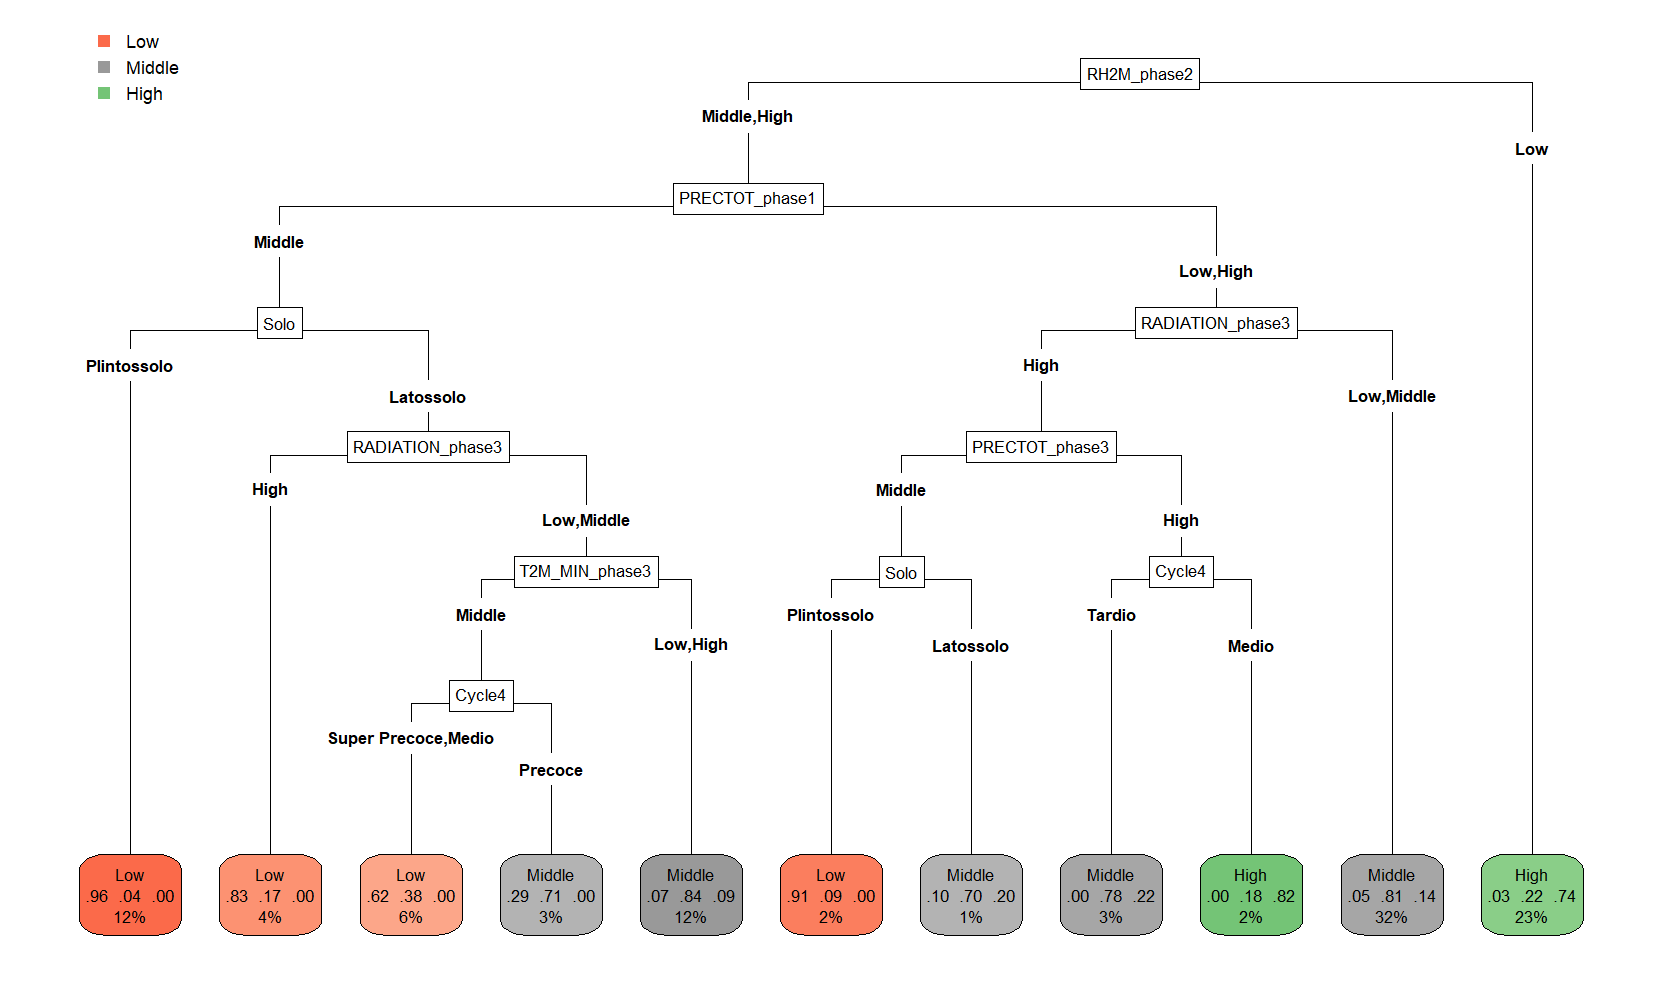 Low
Middle
High
RH2M_phase2
Middle,High
Low
PRECTOT_phase1
Middle
Low,High
Solo
RADIATION_phase3
Plintossolo
Latossolo
High
Low,Middle
RADIATION_phase3
PRECTOT_phase3
High
Low,Middle
Middle
High
T2M_MIN_phase3
Solo
Cycle4
Middle
Low,High
Plintossolo
Latossolo
Tardio
Medio
Cycle4
Super Precoce,Medio
Precoce
Low
.96 .04 .00
12%
Low
.83 .17 .00
4%
Low
.62 .38 .00
6%
Middle
.29 .71 .00
3%
Middle
.07 .84 .09
12%
Low
.91 .09 .00
2%
Middle
.10 .70 .20
1%
Middle
.00 .78 .22
3%
High
.00 .18 .82
2%
Middle
.05 .81 .14
32%
High
.03 .22 .74
23%